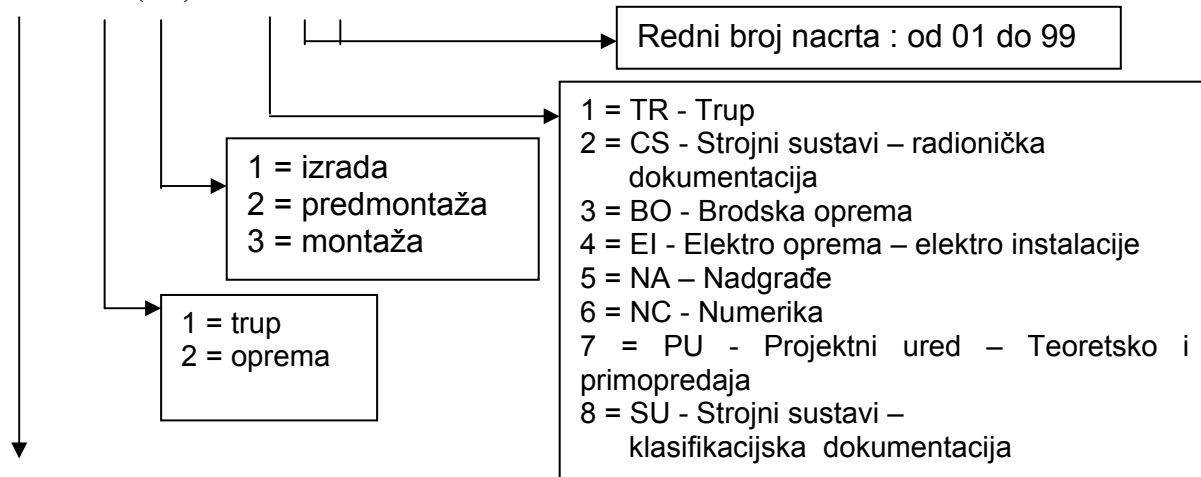 Redni broj nacrta : od 01 do 99
1 = TR - Trup
2 = CS - Strojni sustavi – radionička
dokumentacija
3 = BO - Brodska oprema
4 = EI - Elektro oprema – elektro instalacije
5 = NA – Nadgrađe
6 = NC - Numerika
7 = PU - Projektni ured – Teoretsko i
primopredaja
8 = SU - Strojni sustavi –
klasifikacijska dokumentacija
1 = izrada
2 = predmontaža
3 = montaža
1 = trup
2 = oprema